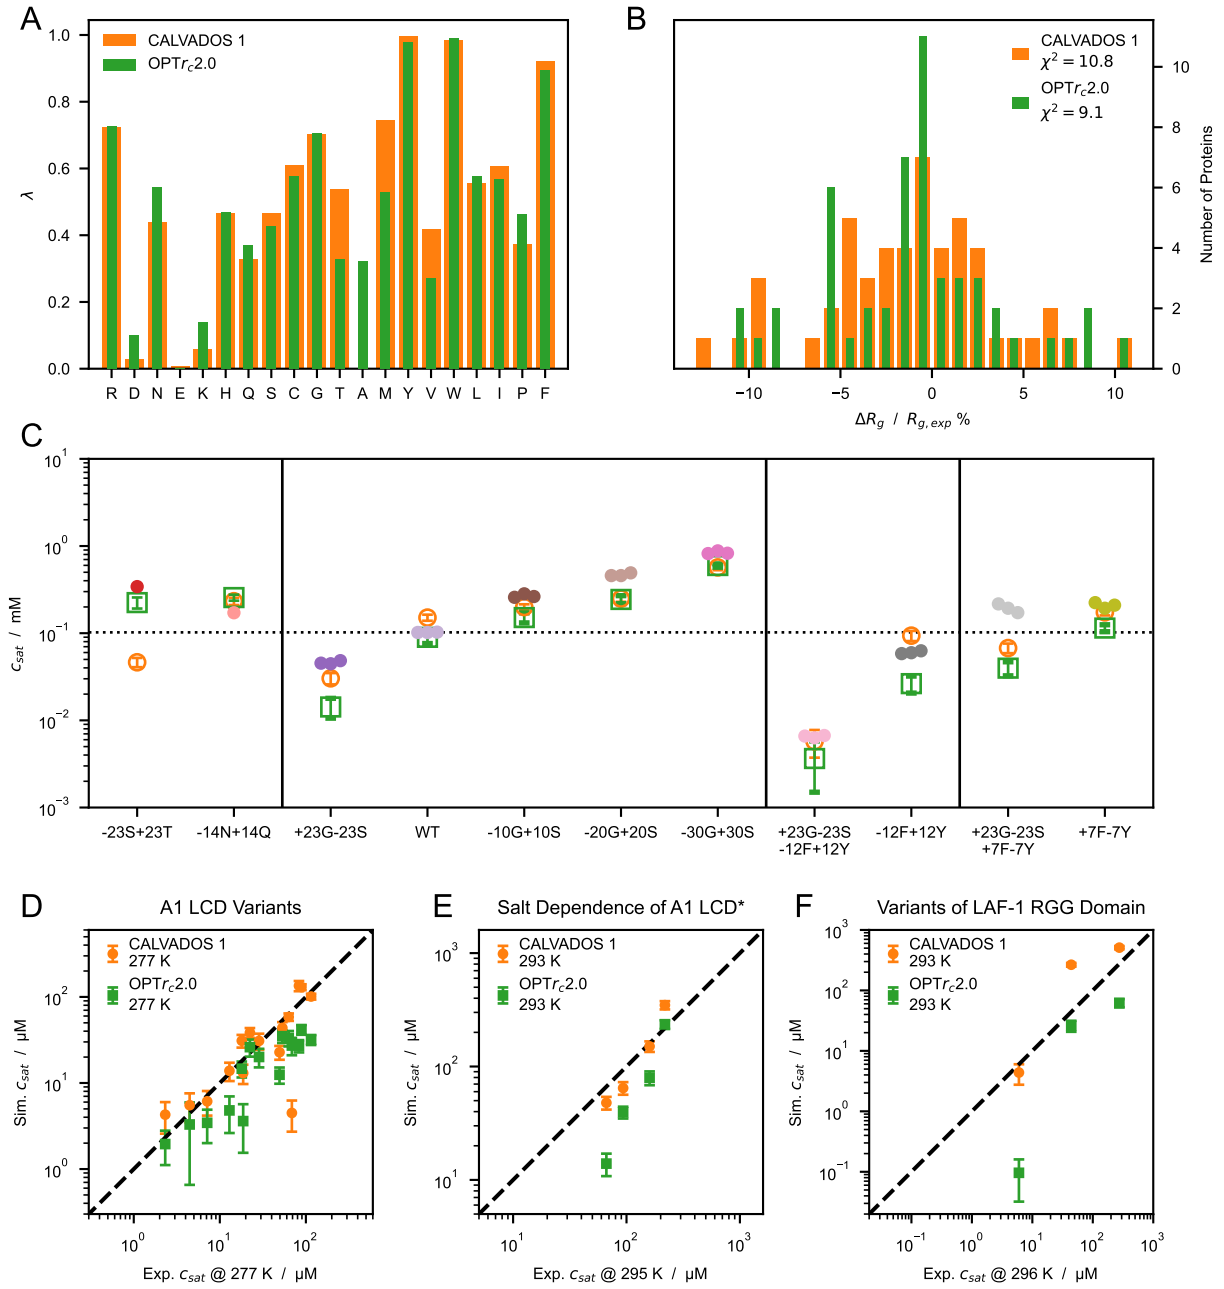 A
CALVADOS 1
OPTr_c2.0
1.0
0.8
0.6
0.4
0.2
0.0
λ
R D N E K H Q S C G T A M Y V W L I P F
B
CALVADOS 1
χ² = 10.8
OPTr_c2.0
χ² = 9.1
10
8
6
4
2
0
Number of Proteins
−10 −5 0 5 10
ΔR_g / R_{g,exp} %
C
10¹
10⁰
10⁻¹
10⁻²
10⁻³
c_sat / mM
-23S+23T -14N+14Q +23G-23S WT -10G+10S -20G+20S -30G+30S +23G-23S -12F+12Y +23G-23S +7F-7Y
-12F+12Y +7F-7Y
D
A1 LCD Variants
CALVADOS 1
277 K
OPTr_c2.0
277 K
10²
10¹
10⁰
Sim. c_sat / μM
10⁰ 10¹ 10²
Exp. c_sat @ 277 K / μM
E
Salt Dependence of A1 LCD*
CALVADOS 1
293 K
OPTr_c2.0
293 K
10³
10²
10¹
Sim. c_sat / μM
10¹ 10² 10³
Exp. c_sat @ 295 K / μM
F
Variants of LAF-1 RGG Domain
CALVADOS 1
293 K
OPTr_c2.0
293 K
10³
10²
10¹
10⁰
10⁻¹
Sim. c_sat / μM
10⁻¹ 10⁰ 10¹ 10² 10³
Exp. c_sat @ 296 K / μM